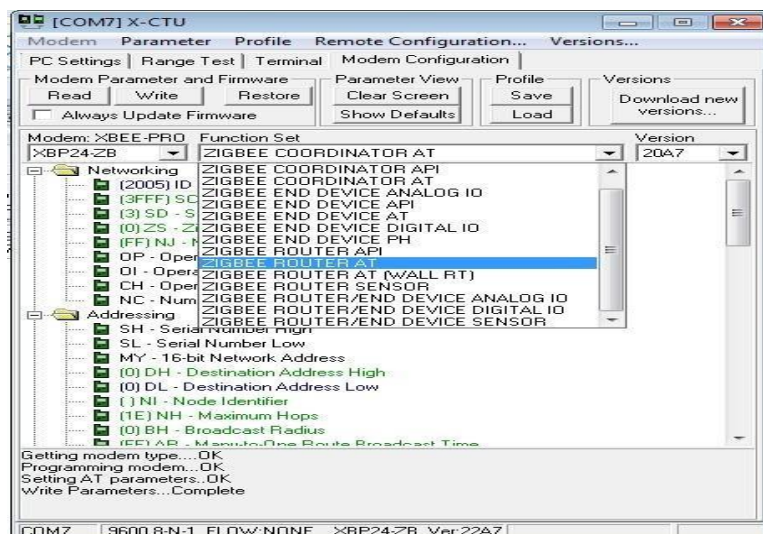 [COM7] X-CTU
Modem Parameter Profile Remote Configuration... Versions...
PC Settings Range Test Terminal Modem Configuration
Modem Parameter and Firmware Parameter View Profile Versions
Read Write Restore Clear Screen Save Download new versions...
Always Update Firmware Show Defaults Load
Modem: XBEE-PRO Function Set Version
XBP24-ZB ZIGBEE COORDINATOR AT 20A7
ZIGBEE COORDINATOR API
ZIGBEE COORDINATOR AT
ZIGBEE END DEVICE ANALOG IO
ZIGBEE END DEVICE API
ZIGBEE END DEVICE AT
ZIGBEE END DEVICE DIGITAL IO
ZIGBEE END DEVICE PH
ZIGBEE ROUTER API
ZIGBEE ROUTER AT
ZIGBEE ROUTER AT (WALL RT)
ZIGBEE ROUTER SENSOR
ZIGBEE ROUTER/END DEVICE ANALOG IO
ZIGBEE ROUTER/END DEVICE DIGITAL IO
ZIGBEE ROUTER/END DEVICE SENSOR
Networking
(2005) ID
(3FFF) SC
(3) SD - S
(0) ZS - Zi
(FF) NJ - N
OP - Oper
OI - Opera
CH - Oper
NC - Num
Addressing
SH - Serial Number High
SL - Serial Number Low
MY - 16-bit Network Address
(0) DH - Destination Address High
(0) DL - Destination Address Low
( ) NI - Node Identifier
(1E) NH - Maximum Hops
(0) BH - Broadcast Radius
(FF) AR - Many-to-One Route Broadcast Time
Getting modem type....OK
Programming modem...OK
Setting AT parameters..OK
Write Parameters...Complete
COM7 9600 8-N-1 FLOW:NONE XBP24-ZB Ver:22A7